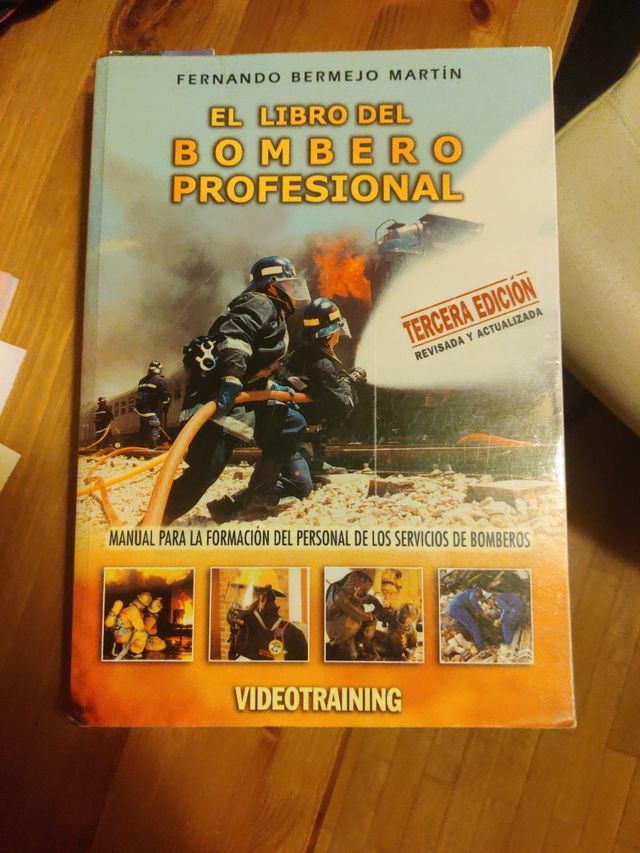 FERNANDO BERMEJO MARTÍN
EL LIBRO DEL
BOMBERO
PROFESIONAL
TERCERA EDICIÓN
REVISADA Y ACTUALIZADA
MANUAL PARA LA FORMACIÓN DEL PERSONAL DE LOS SERVICIOS DE BOMBEROS
VIDEOTRAINING